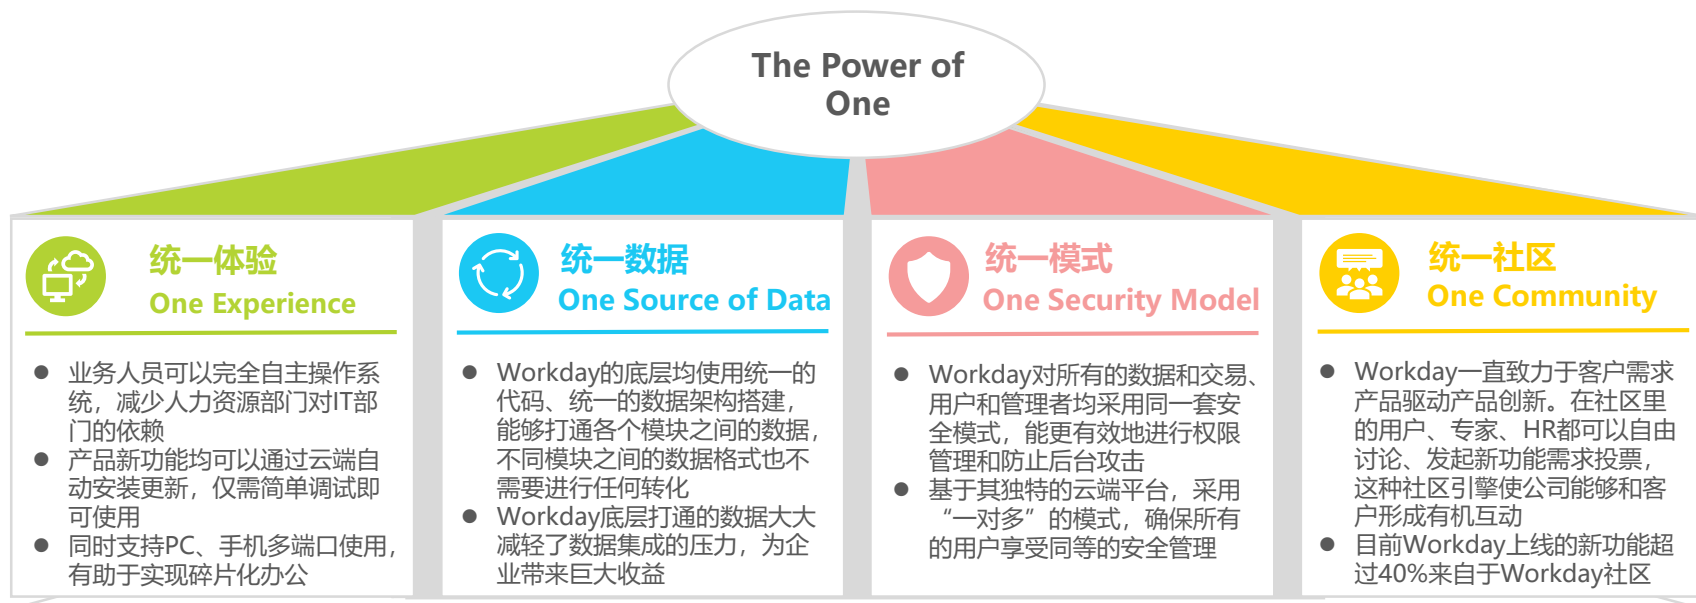 The Power of
One
统一体验
One Experience
业务人员可以完全自主操作系
统，减少人力资源部门对IT部
门的依赖
产品新功能均可以通过云端自
动安装更新，仅需简单调试即
可使用
同时支持PC、手机多端口使用，
有助于实现碎片化办公
统一数据
One Source of Data
Workday的底层均使用统一的
代码、统一的数据架构搭建，
能够打通各个模块之间的数据，
不同模块之间的数据格式也不
需要进行任何转化
Workday底层打通的数据大大
减轻了数据集成的压力，为企
业带来巨大收益
统一模式
One Security Model
Workday对所有的数据和交易、
用户和管理者均采用同一套安
全模式，能更有效地进行权限
管理和防止后台攻击
基于其独特的云端平台，采用
“一对多”的模式，确保所有
的用户享受同等的安全管理
统一社区
One Community
Workday一直致力于客户需求
产品驱动产品创新。在社区里
的用户、专家、HR都可以自由
讨论、发起新功能需求投票，
这种社区引擎使公司能够和客
户形成有机互动
目前Workday上线的新功能超
过40%来自于Workday社区